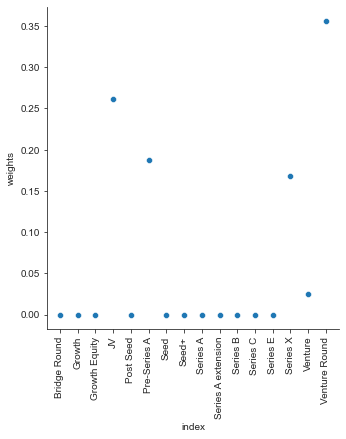 0.35
0.30
0.25
0.20
0.15
0.10
0.05
0.00
weights
Bridge Round
Growth
Growth Equity
JV
Post Seed
Pre-Series A
Seed
Seed+
Series A
Series A extension
Series B
Series C
Series E
Series X
Venture
Venture Round
index